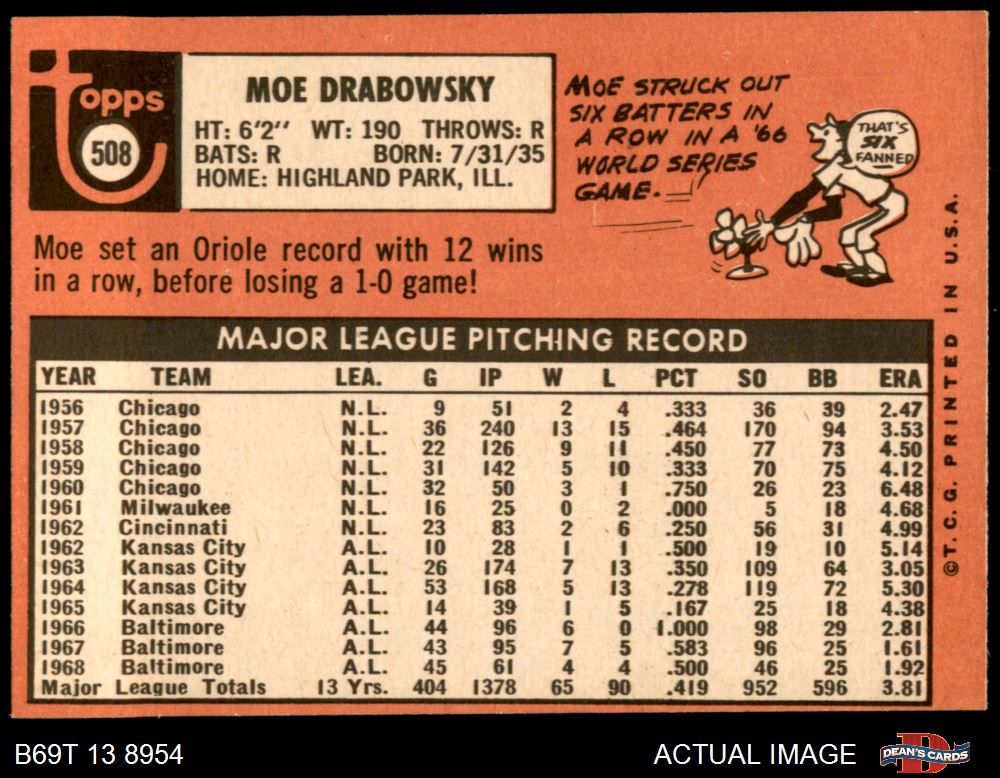 topps
508
MOE DRABOWSKY
HT: 6'2" WT: 190 THROWS: R
BATS: R BORN: 7/31/35
HOME: HIGHLAND PARK, ILL.
MOE STRUCK OUT
SIX BATTERS IN
A ROW IN A '66
WORLD SERIES
GAME.
THAT'S
SIX
FANNED
Moe set an Oriole record with 12 wins
in a row, before losing a 1-0 game!
MAJOR LEAGUE PITCHING RECORD
YEAR TEAM LEA. G IP W L PCT SO BB ERA
1956 Chicago N.L. 9 51 2 4 .333 36 39 2.47
1957 Chicago N.L. 36 240 13 15 .464 170 94 3.53
1958 Chicago N.L. 22 126 9 11 .450 77 73 4.50
1959 Chicago N.L. 31 142 5 10 .333 70 75 4.12
1960 Chicago N.L. 32 50 3 1 .750 26 23 6.48
1961 Milwaukee N.L. 16 25 0 2 .000 5 18 4.68
1962 Cincinnati N.L. 23 83 2 6 .250 56 31 4.99
1962 Kansas City A.L. 10 28 1 1 .500 19 10 5.14
1963 Kansas City A.L. 26 174 7 13 .350 109 64 3.05
1964 Kansas City A.L. 53 168 5 13 .278 119 72 5.30
1965 Kansas City A.L. 14 39 1 5 .167 25 18 4.38
1966 Baltimore A.L. 44 96 6 0 1.000 98 29 2.81
1967 Baltimore A.L. 43 95 7 5 .583 96 25 1.61
1968 Baltimore A.L. 45 61 4 4 .500 46 25 1.92
Major League Totals 13 Yrs. 404 1378 65 90 .419 952 596 3.81
©T.C.G. PRINTED IN U.S.A.
B69T 13 8954
ACTUAL IMAGE
DEAN'S CARDS